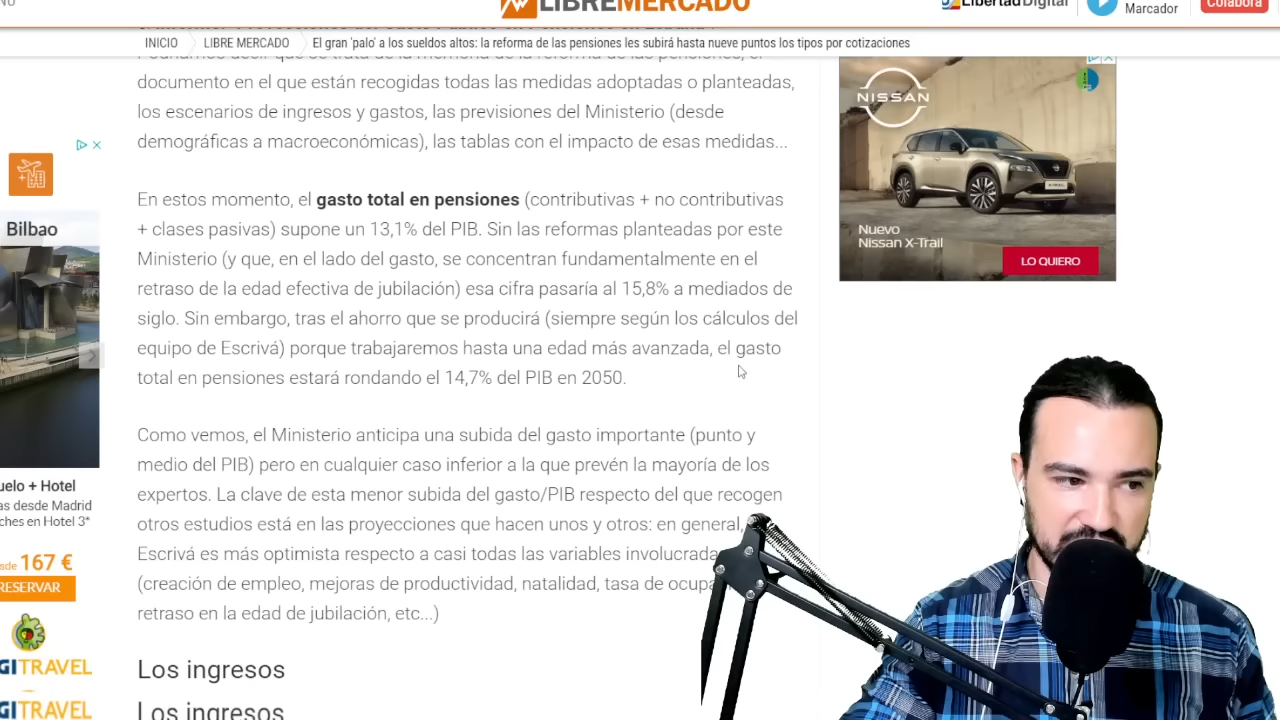 LIBREMERCADO
LibertadDigital
Marcador
Colabora
INICIO
LIBRE MERCADO
El gran 'palo' a los sueldos altos: la reforma de las pensiones les subirá hasta nueve puntos los tipos por cotizaciones
documento en el que están recogidas todas las medidas adoptadas o planteadas,
los escenarios de ingresos y gastos, las previsiones del Ministerio (desde
demográficas a macroeconómicas), las tablas con el impacto de esas medidas...
En estos momento, el gasto total en pensiones (contributivas + no contributivas
+ clases pasivas) supone un 13,1% del PIB. Sin las reformas planteadas por este
Ministerio (y que, en el lado del gasto, se concentran fundamentalmente en el
retraso de la edad efectiva de jubilación) esa cifra pasaría al 15,8% a mediados de
siglo. Sin embargo, tras el ahorro que se producirá (siempre según los cálculos del
equipo de Escrivá) porque trabajaremos hasta una edad más avanzada, el gasto
total en pensiones estará rondando el 14,7% del PIB en 2050.
Como vemos, el Ministerio anticipa una subida del gasto importante (punto y
medio del PIB) pero en cualquier caso inferior a la que prevén la mayoría de los
expertos. La clave de esta menor subida del gasto/PIB respecto del que recogen
otros estudios está en las proyecciones que hacen unos y otros: en general,
Escrivá es más optimista respecto a casi todas las variables involucrada
(creación de empleo, mejoras de productividad, natalidad, tasa de ocupa
retraso en la edad de jubilación, etc...)
Los ingresos
Los ingresos
Bilbao
uelo + Hotel
as desde Madrid
ches en Hotel 3*
sde 167 €
RESERVAR
GITRAVEL
GITRAVEL
NISSAN
Nuevo
Nissan X-Trail
LO QUIERO